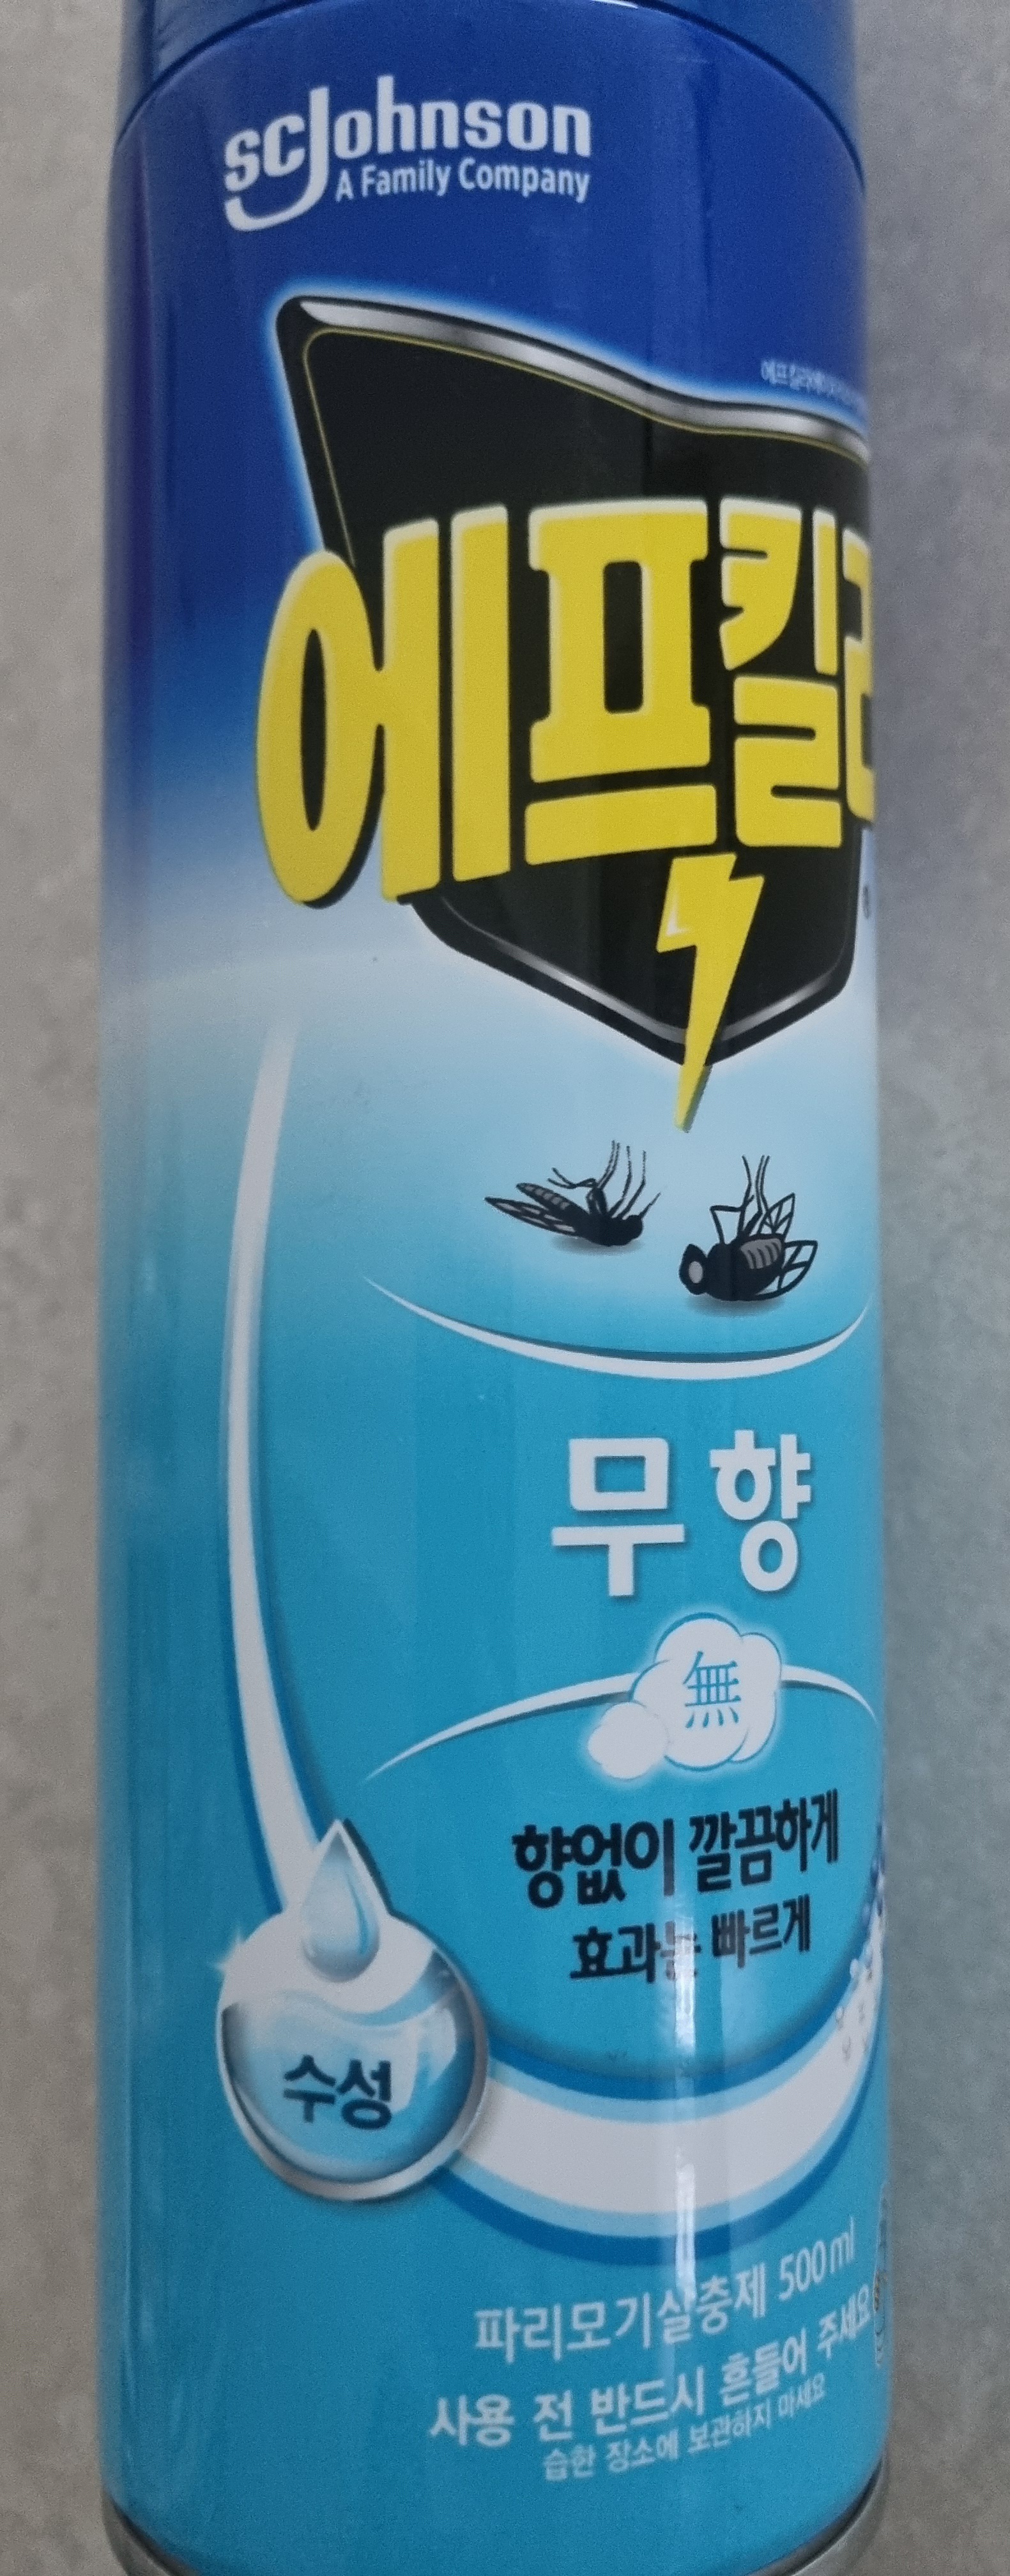 SC Johnson
A Family Company
에프킬라
®
무향
無
향없이 깔끔하게
효과는 빠르게
수성
파리모기살충제 500ml
사용 전 반드시 흔들어 주세요
습한 장소에 보관하지 마세요